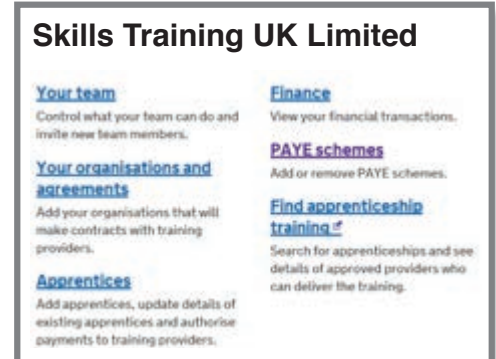 Skills Training UK Limited
Your team
Control what your team can do and
invite new team members.
Your organisations and
agreements
Add your organisations that will
make contracts with training
providers.
Apprentices
Add apprentices, update details of
existing apprentices and authorise
payments to training providers.
Finance
View your financial transactions.
PAYE schemes
Add or remove PAYE schemes.
Find apprenticeship
training
Search for apprenticeships and see
details of approved providers who
can deliver the training.